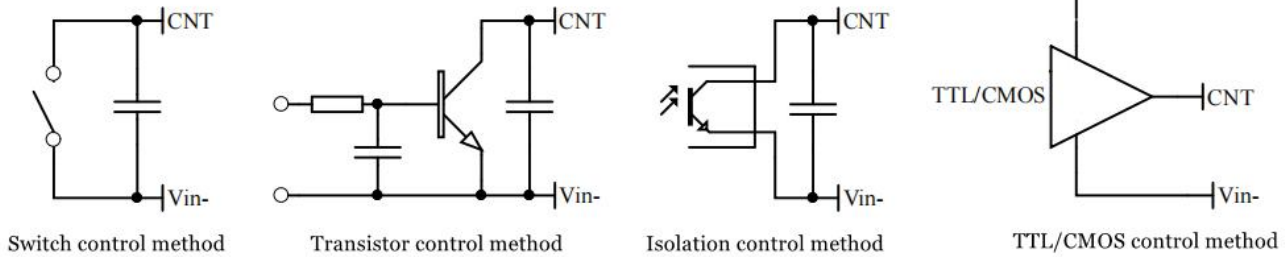 CNT
Vin-
Switch control method
CNT
Vin-
Transistor control method
CNT
Vin-
Isolation control method
TTL/CMOS
CNT
Vin-
TTL/CMOS control method